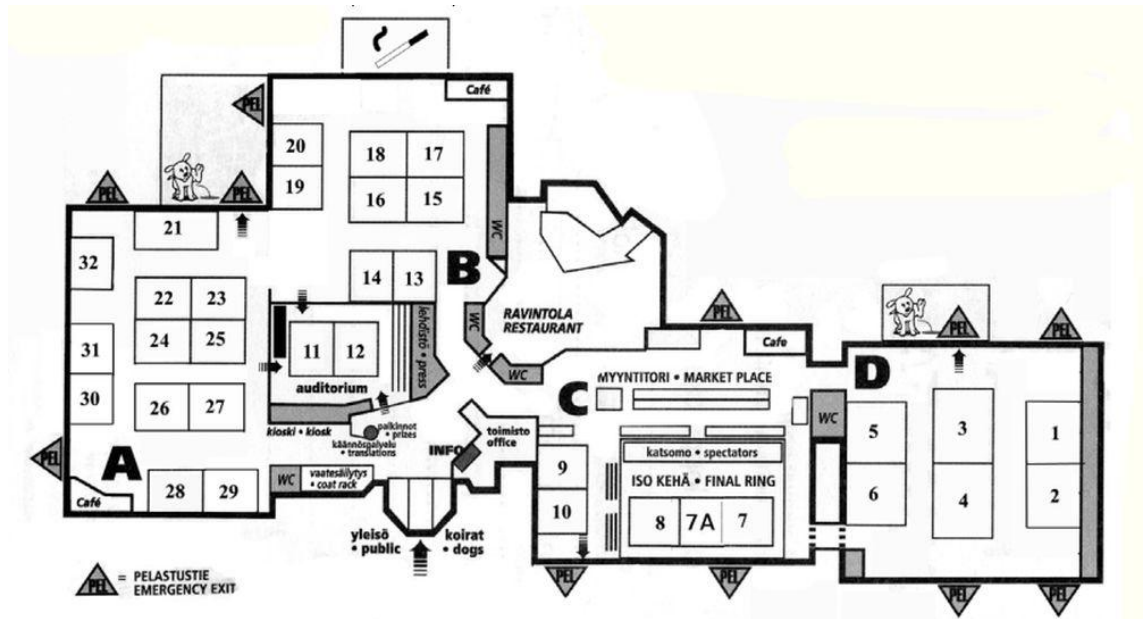 Café
PEL
20
18
17
19
16
15
PEL
PEL
21
WC
32
14
13
B
22
23
RAVINTOLA
RESTAURANT
lehdistö • press
WC
PEL
PEL
PEL
24
25
31
11
12
Cafe
D
auditorium
WC
MYYNTITORI • MARKET PLACE
C
30
26
27
kioski • kiosk
palkinnot
• prizes
käännöspalvelu
• translations
toimisto
office
WC
5
3
1
INFO
katsomo • spectators
PEL
A
9
ISO KEHÄ • FINAL RING
6
4
2
Café
28
29
WC
vaatesäilytys
• coat rack
10
8
7A
7
yleisö
• public
koirat
• dogs
PEL
PEL
PEL
PEL
PEL
= PELASTUSTIE
EMERGENCY EXIT